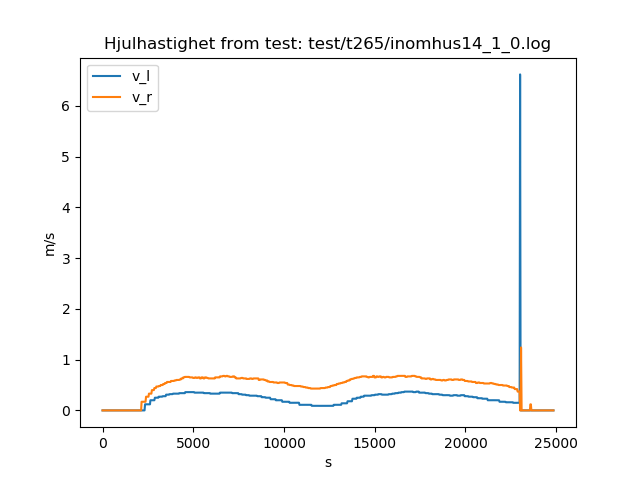 Hjulhastighet from test: test/t265/inomhus14_1_0.log
v_l
v_r
6
5
4
3
2
1
0
m/s
0
5000
10000
15000
20000
25000
s